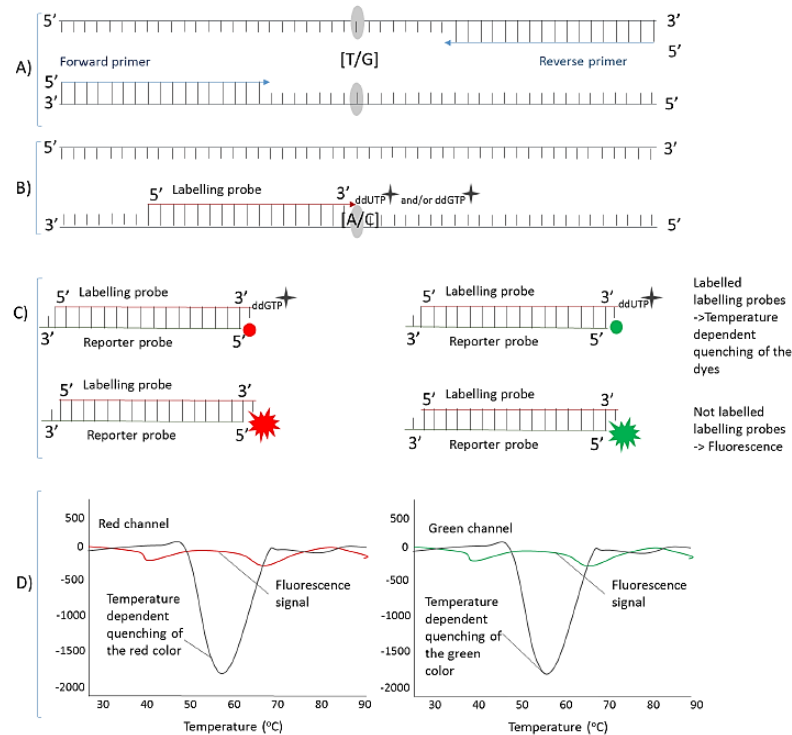 A)
5’
3’
[T/G]
5’
Forward primer
Reverse primer
5’
3’
5’
B)
5’
3’
5’
Labelling probe
3’
ddUTP
and/or ddGTP
3’
[A/C]
5’
C)
5’
Labelling probe
3’
ddGTP
3’
Reporter probe
5’
5’
Labelling probe
3’
ddUTP
3’
Reporter probe
5’
Labelled
labelling probes
->Temperature
dependent
quenching of the
dyes
5’
Labelling probe
3’
3’
Reporter probe
5’
5’
Labelling probe
3’
3’
Reporter probe
5’
Not labelled
labelling probes
-> Fluorescence
D)
500
0
-500
-1000
-1500
-2000
Red channel
Fluorescence
signal
Temperature
dependent
quenching of
the red color
30
40
50
60
70
80
90
Temperature (°C)
500
0
-500
-1000
-1500
-2000
Green channel
Fluorescence
signal
Temperature
dependent
quenching of
the green
color
30
40
50
60
70
80
90
Temperature (°C)